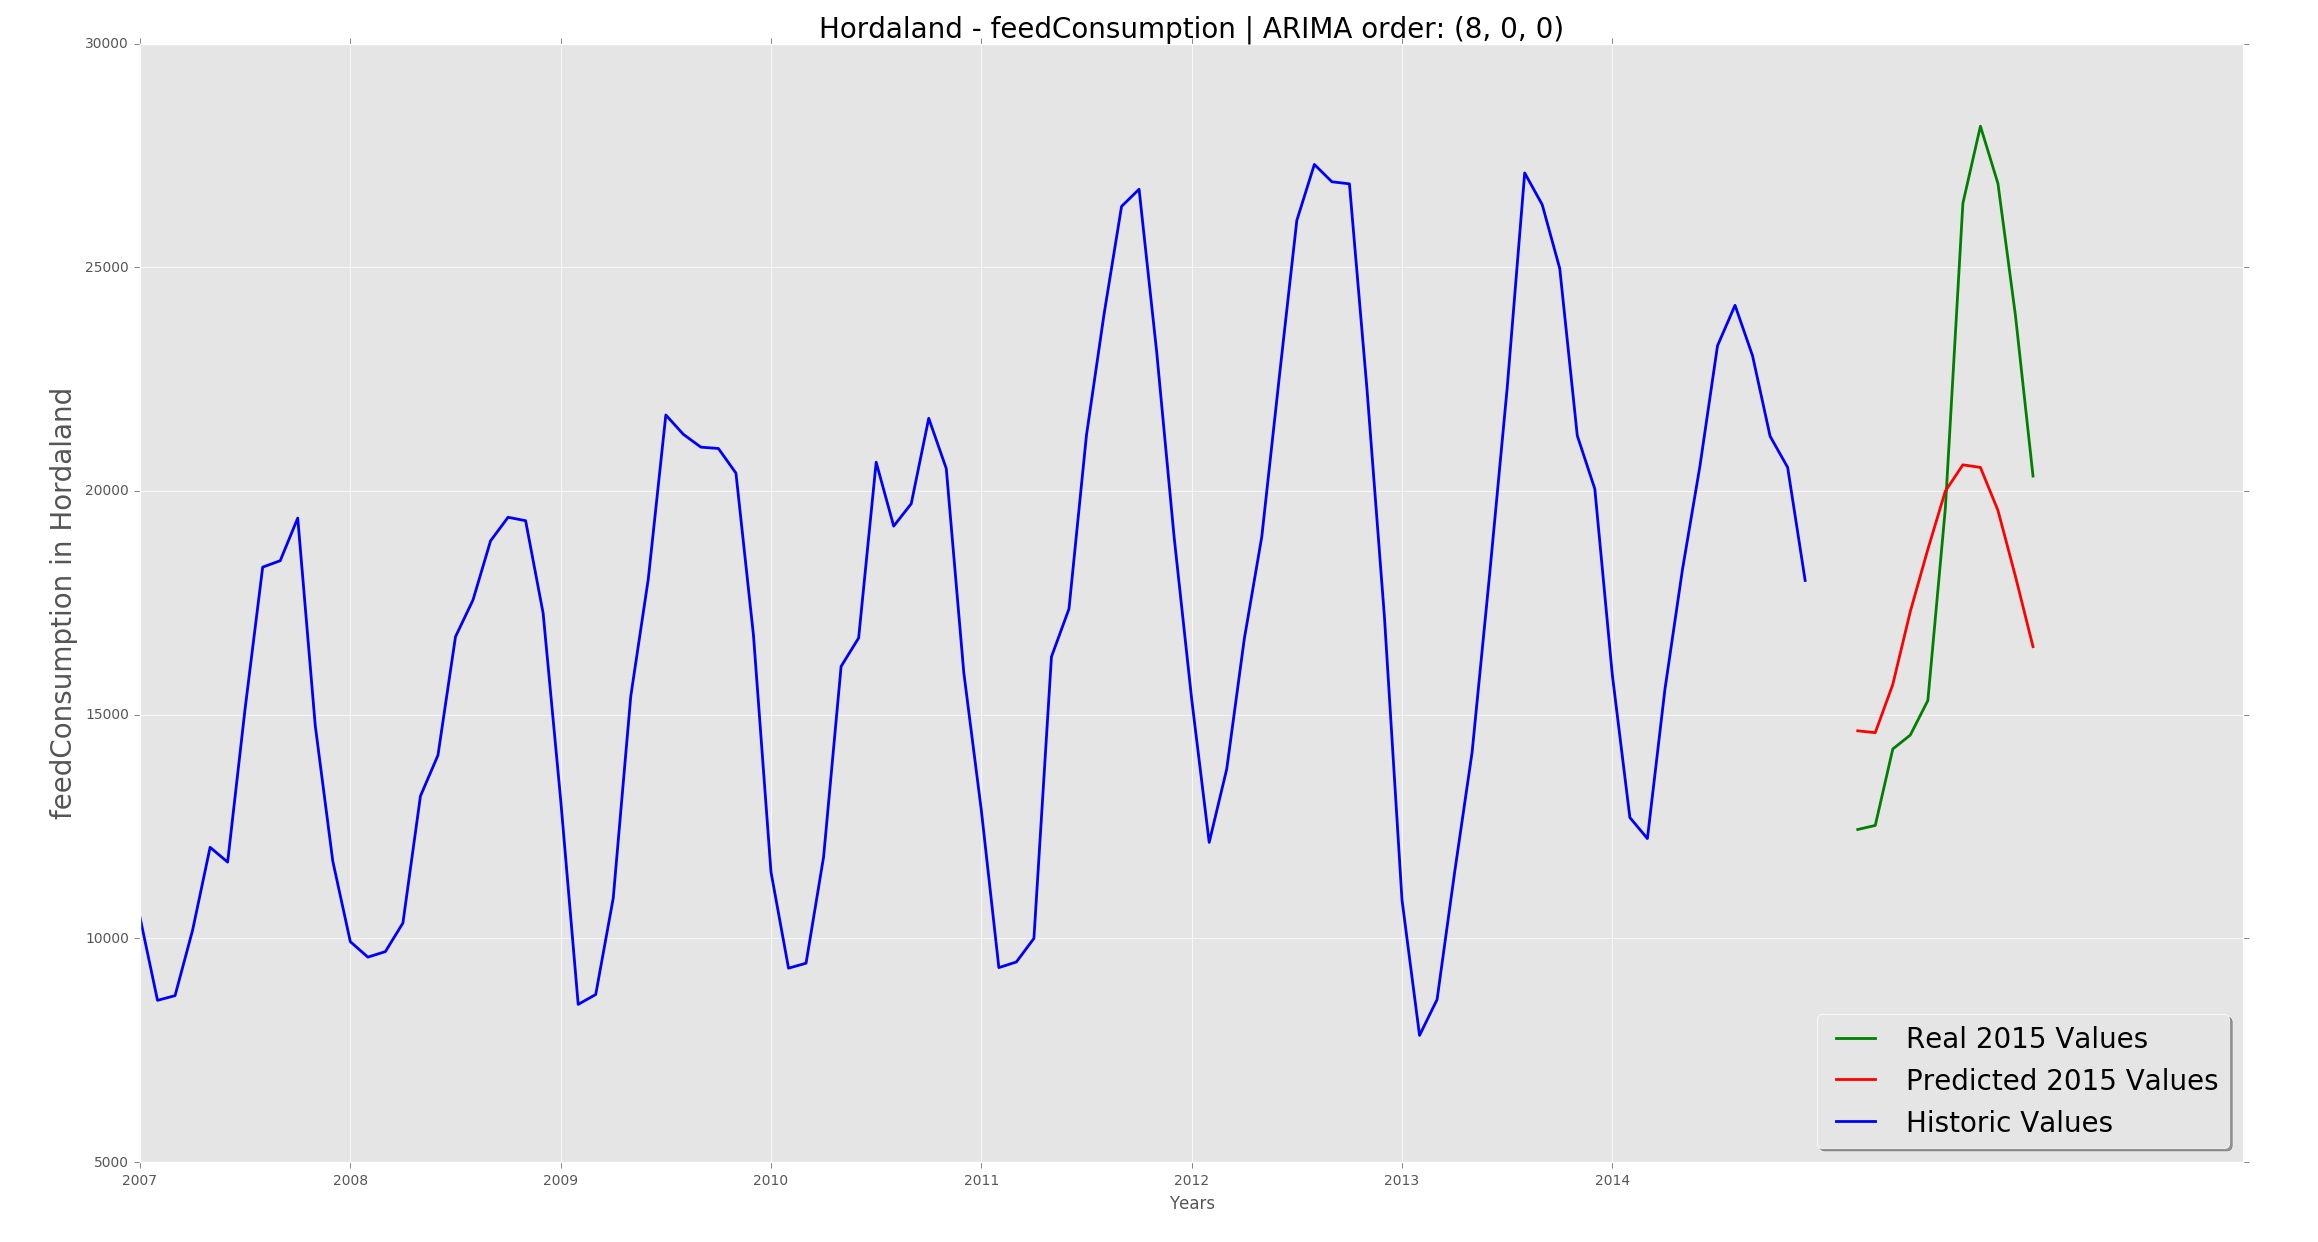 Hordaland - feedConsumption | ARIMA order: (8, 0, 0)
30000
25000
20000
15000
10000
5000
feedConsumption in Hordaland
2007 2008 2009 2010 2011 2012 2013 2014
Years
Real 2015 Values
Predicted 2015 Values
Historic Values